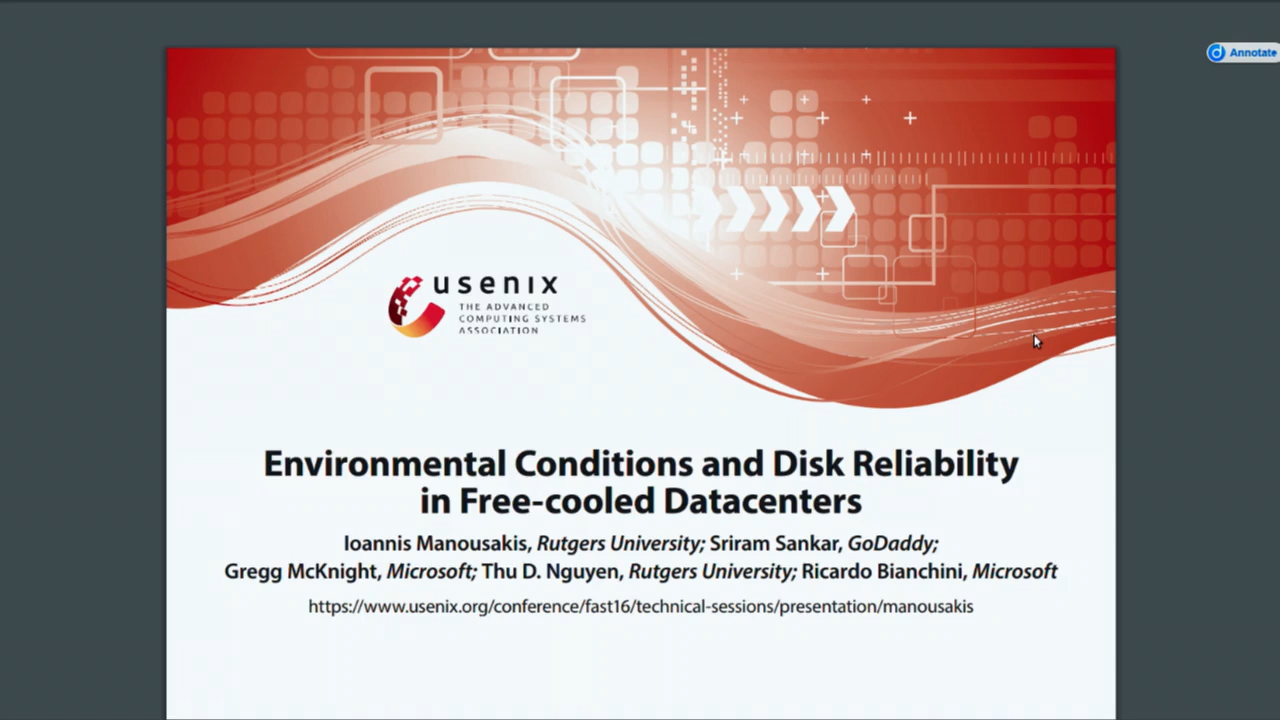 Annotate
usenix
THE ADVANCED
COMPUTING SYSTEMS
ASSOCIATION
Environmental Conditions and Disk Reliability
in Free-cooled Datacenters
Ioannis Manousakis, Rutgers University; Sriram Sankar, GoDaddy;
Gregg McKnight, Microsoft; Thu D. Nguyen, Rutgers University; Ricardo Bianchini, Microsoft
https://www.usenix.org/conference/fast16/technical-sessions/presentation/manousakis